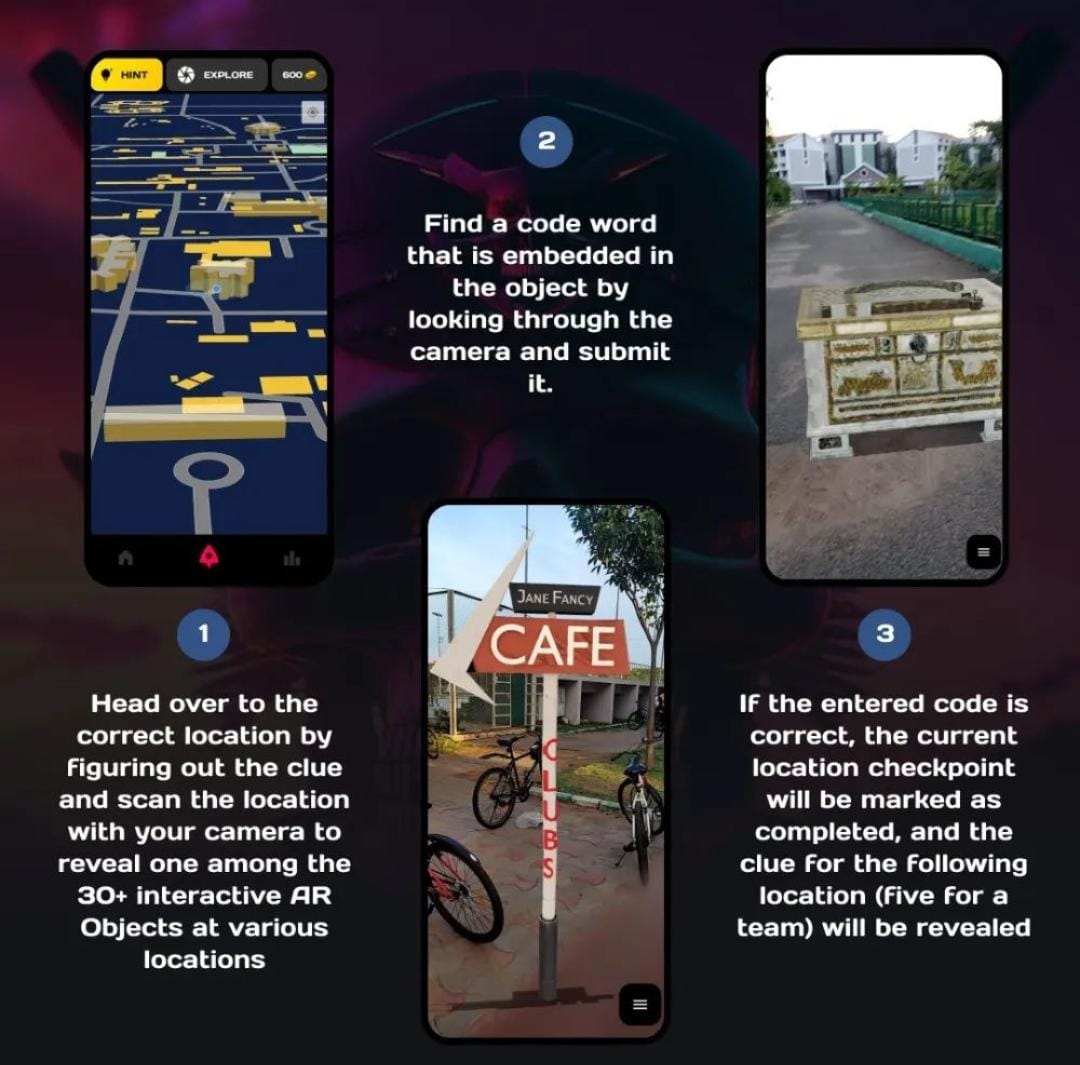 HINT
EXPLORE
600
1
Head over to the
correct location by
figuring out the clue
and scan the location
with your camera to
reveal one among the
30+ interactive AR
Objects at various
locations
2
Find a code word
that is embedded in
the object by
looking through the
camera and submit
it.
JANE FANCY
CAFE
CLUBS
3
If the entered code is
correct, the current
location checkpoint
will be marked as
completed, and the
clue for the following
location (five for a
team) will be revealed